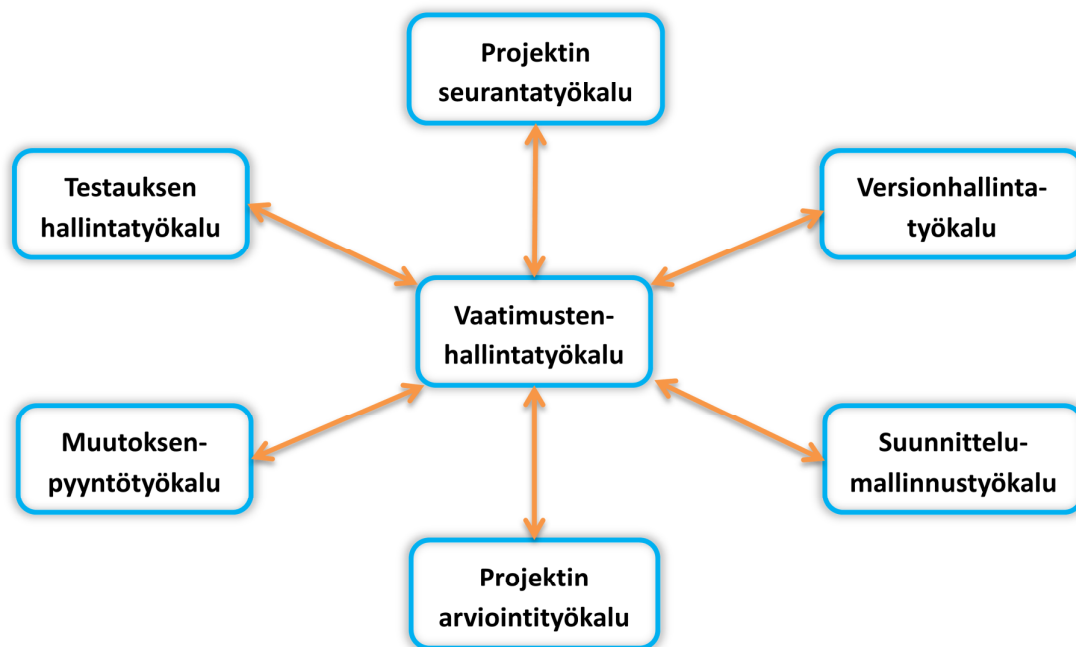 Projektin
seurantatyökalu
Testauksen
hallintatyökalu
Versionhallinta-
työkalu
Vaatimusten-
hallintatyökalu
Muutoksen-
pyyntötyökalu
Suunnittelu-
mallinnustyökalu
Projektin
arviointityökalu